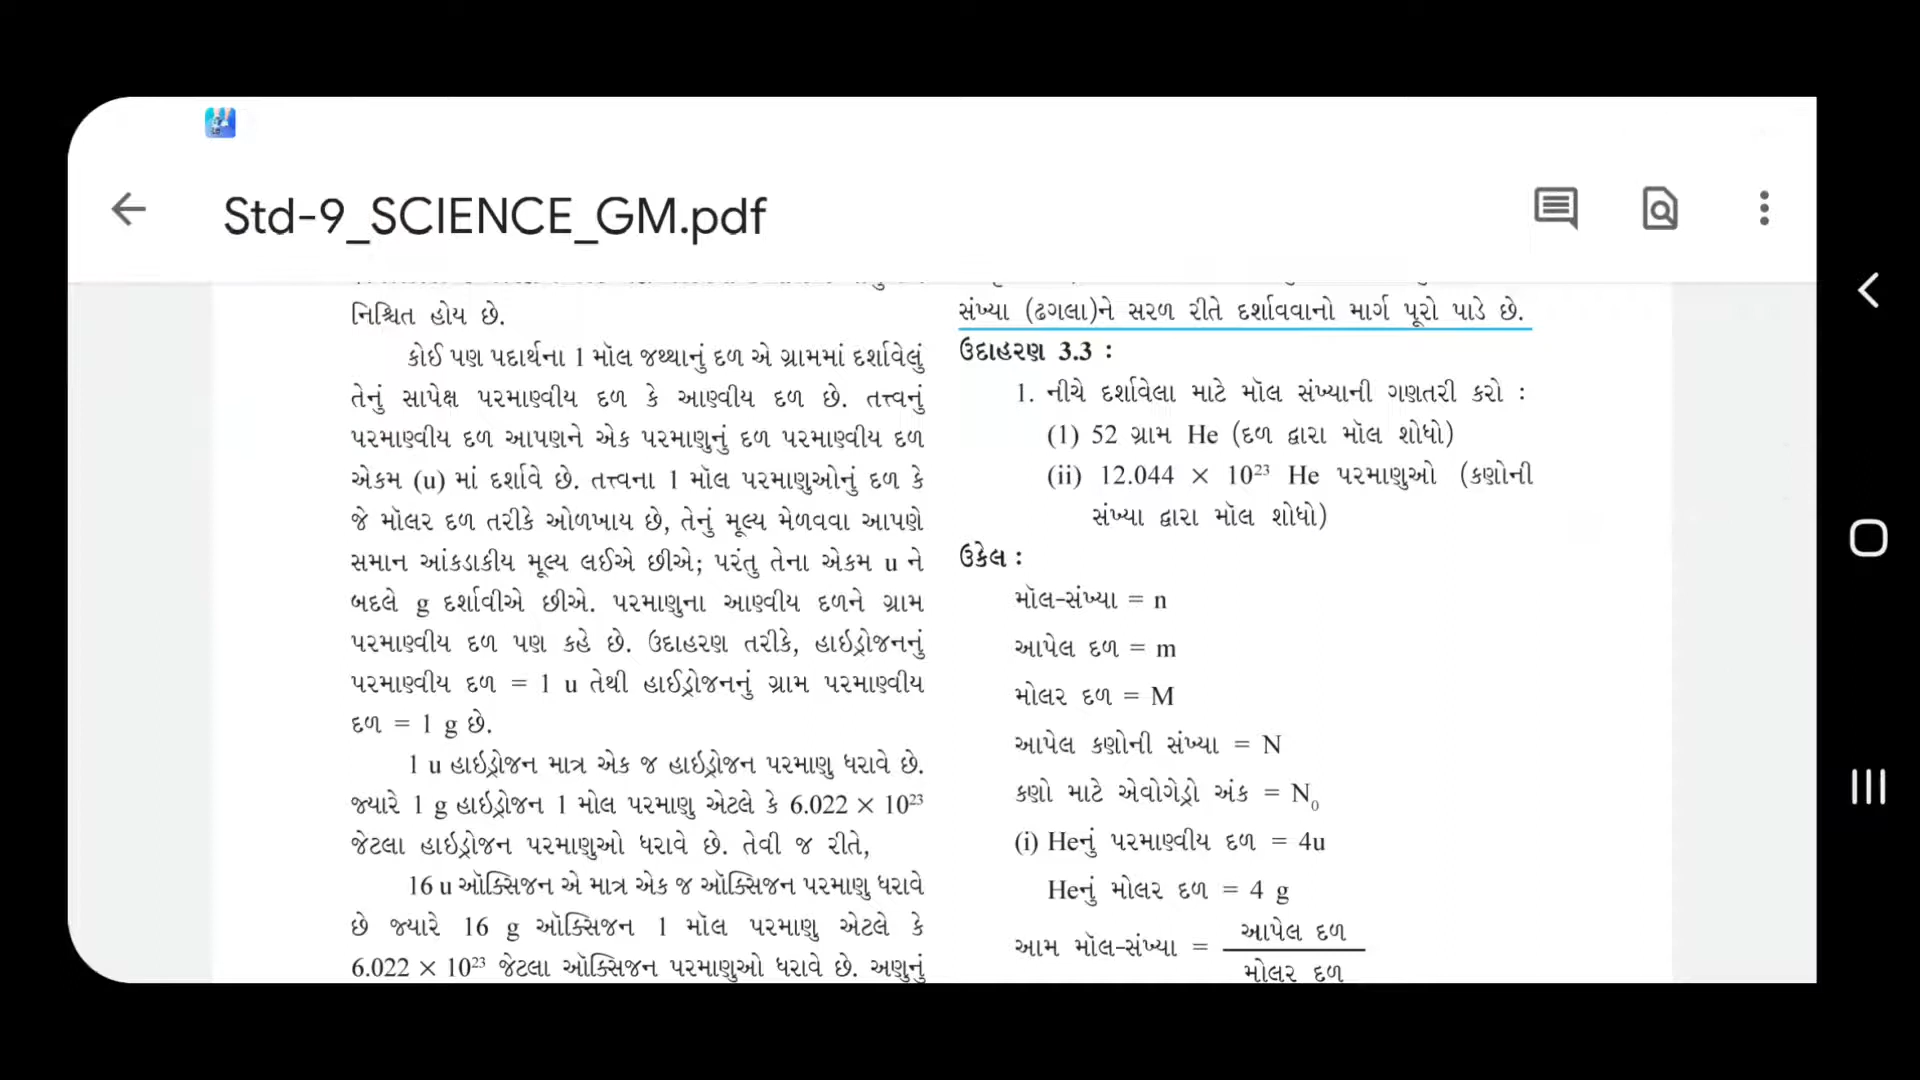 Std-9_SCIENCE_GM.pdf
નિશ્ચિત હોય છે.
કોઈ પણ પદાર્થના 1 મૉલ જથ્થાનું દળ એ ગ્રામમાં દર્શાવેલું
તેનું સાપેક્ષ પરમાણ્વીય દળ કે આણ્વીય દળ છે. તત્ત્વનું
પરમાણ્વીય દળ આપણને એક પરમાણુનું દળ પરમાણ્વીય દળ
એકમ (u) માં દર્શાવે છે. તત્ત્વના 1 મૉલ પરમાણુઓનું દળ કે
જે મૉલર દળ તરીકે ઓળખાય છે, તેનું મૂલ્ય મેળવવા આપણે
સમાન આંકડાકીય મૂલ્ય લઈએ છીએ; પરંતુ તેના એકમ u ને
બદલે g દર્શાવીએ છીએ. પરમાણુના આણ્વીય દળને ગ્રામ
પરમાણ્વીય દળ પણ કહે છે. ઉદાહરણ તરીકે, હાઇડ્રોજનનું
પરમાણ્વીય દળ = 1 u તેથી હાઈડ્રોજનનું ગ્રામ પરમાણ્વીય
દળ = 1 g છે.
1 u હાઇડ્રોજન માત્ર એક જ હાઇડ્રોજન પરમાણુ ધરાવે છે.
જ્યારે 1 g હાઇડ્રોજન 1 મોલ પરમાણુ એટલે કે 6.022 × 10²³
જેટલા હાઇડ્રોજન પરમાણુઓ ધરાવે છે. તેવી જ રીતે,
16 u ઑક્સિજન એ માત્ર એક જ ઑક્સિજન પરમાણુ ધરાવે
છે જ્યારે 16 g ઑક્સિજન 1 મૉલ પરમાણુ એટલે કે
6.022 × 10²³ જેટલા ઑક્સિજન પરમાણુઓ ધરાવે છે. અણુનું
સંખ્યા (ઢગલા)ને સરળ રીતે દર્શાવવાનો માર્ગ પૂરો પાડે છે.
ઉદાહરણ 3.3 :
1. નીચે દર્શાવેલા માટે મૉલ સંખ્યાની ગણતરી કરો :
(1) 52 ગ્રામ He (દળ દ્વારા મૉલ શોધો)
(ii) 12.044 × 10²³ He પરમાણુઓ (કણોની
સંખ્યા દ્વારા મૉલ શોધો)
ઉકેલ :
મૉલ-સંખ્યા = n
આપેલ દળ = m
મોલર દળ = M
આપેલ કણોની સંખ્યા = N
કણો માટે એવોગેડ્રો અંક = N₀
(i) Heનું પરમાણ્વીય દળ = 4u
Heનું મોલર દળ = 4 g
આમ મૉલ-સંખ્યા = આપેલ દળ
મોલર દળ